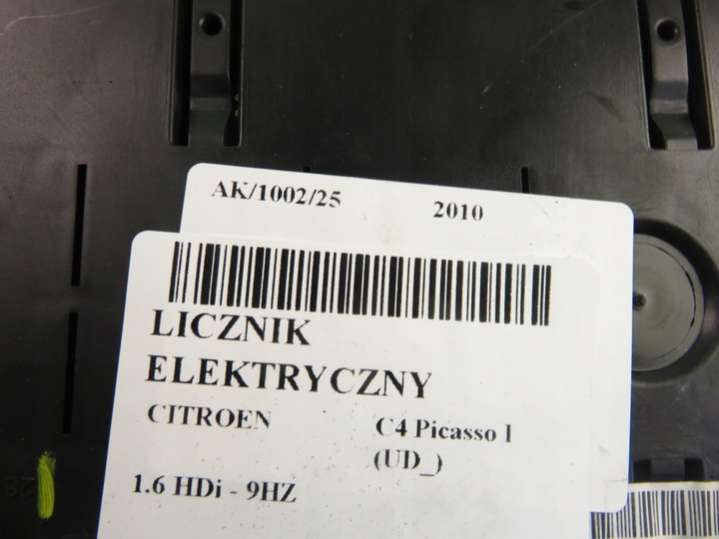 AK/1002/25 2010
LICZNIK
ELEKTRYCZNY
CITROEN C4 Picasso I
(UD_)
1.6 HDi - 9HZ